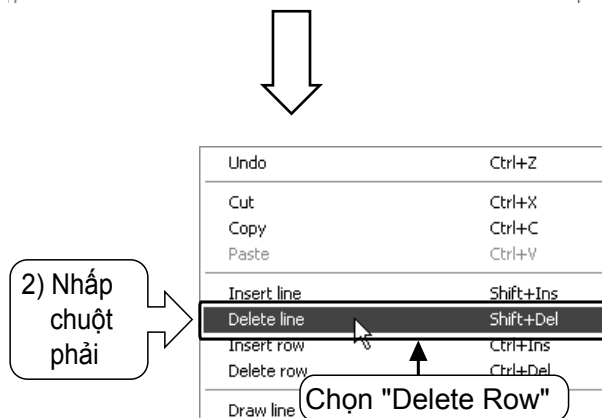 Undo Ctrl+Z
Cut Ctrl+X
Copy Ctrl+C
Paste Ctrl+V
2) Nhấp
chuột
phải
Insert line Shift+Ins
Delete line Shift+Del
Insert row Ctrl+Ins
Delete row Ctrl+Del
Chọn "Delete Row"
Draw line